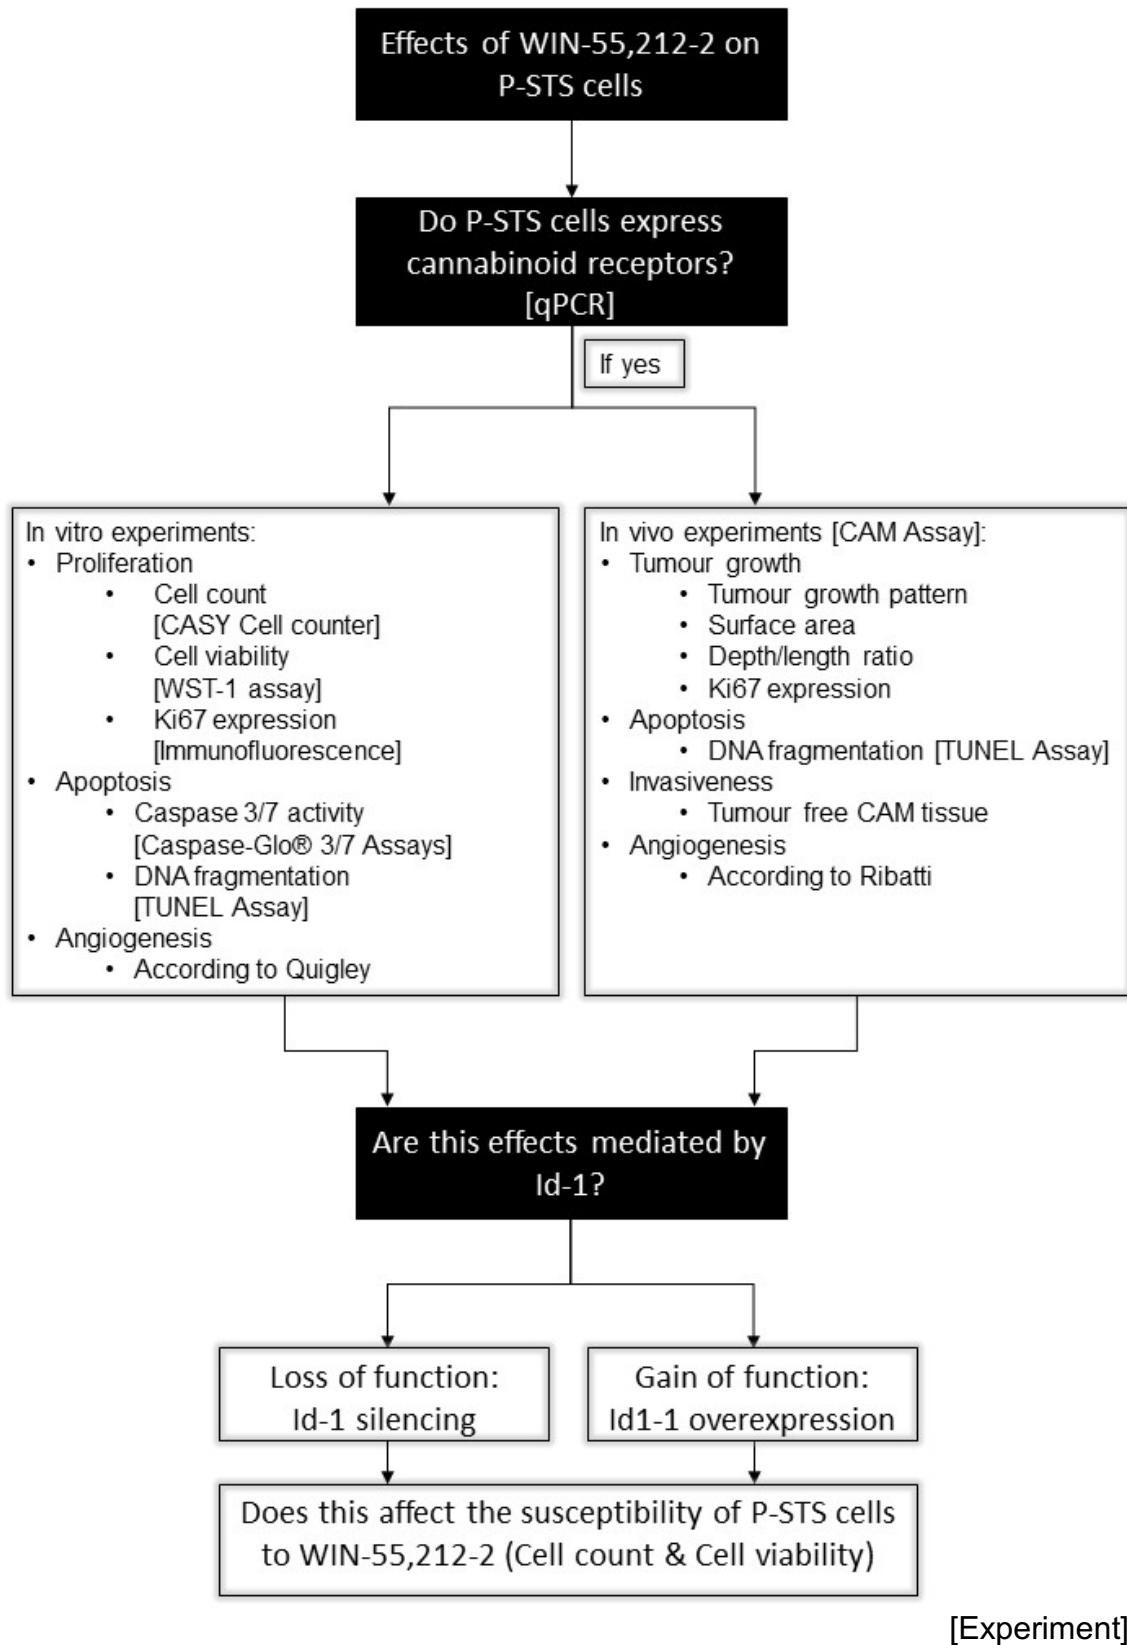 Effects of WIN-55,212-2 on
P-STS cells
Do P-STS cells express
cannabinoid receptors?
[qPCR]
If yes
In vitro experiments:
• Proliferation
• Cell count
[CASY Cell counter]
• Cell viability
[WST-1 assay]
• Ki67 expression
[Immunofluorescence]
• Apoptosis
• Caspase 3/7 activity
[Caspase-Glo® 3/7 Assays]
• DNA fragmentation
[TUNEL Assay]
• Angiogenesis
• According to Quigley
In vivo experiments [CAM Assay]:
• Tumour growth
• Tumour growth pattern
• Surface area
• Depth/length ratio
• Ki67 expression
• Apoptosis
• DNA fragmentation [TUNEL Assay]
• Invasiveness
• Tumour free CAM tissue
• Angiogenesis
• According to Ribatti
Are this effects mediated by
Id-1?
Loss of function:
Id-1 silencing
Gain of function:
Id1-1 overexpression
Does this affect the susceptibility of P-STS cells
to WIN-55,212-2 (Cell count & Cell viability)
[Experiment]